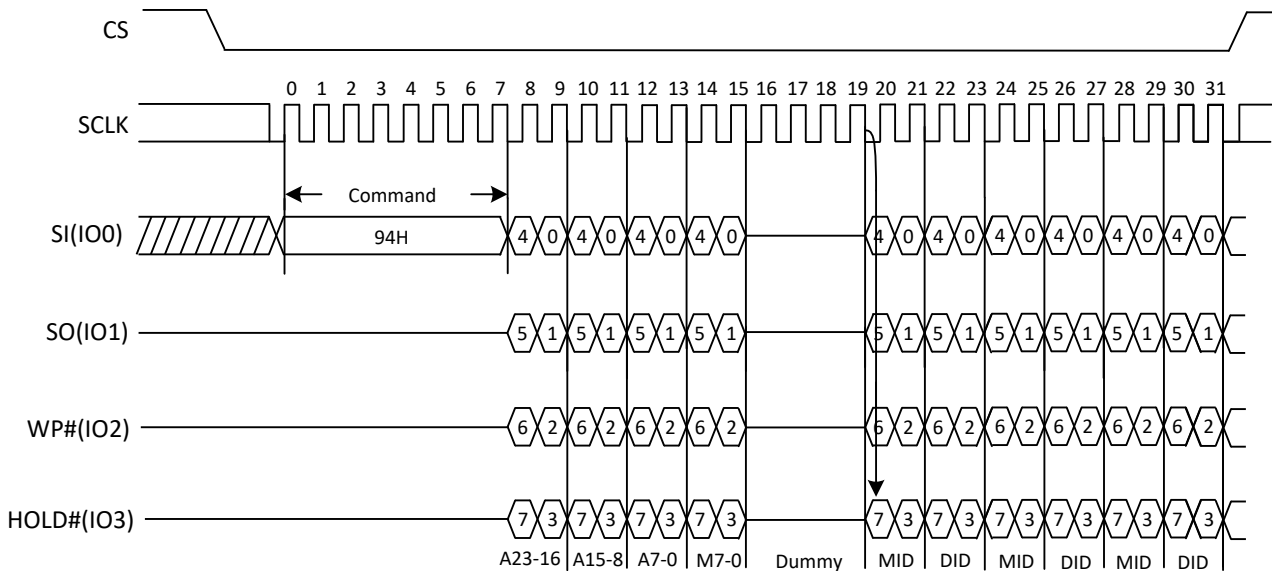 CS
0 1 2 3 4 5 6 7 8 9 10 11 12 13 14 15 16 17 18 19 20 21 22 23 24 25 26 27 28 29 30 31
SCLK
Command
SI(IO0) 94H 4 0 4 0 4 0 4 0 4 0 4 0 4 0 4 0 4 0 4 0
SO(IO1) 5 1 5 1 5 1 5 1 5 1 5 1 5 1 5 1 5 1 5 1
WP#(IO2) 6 2 6 2 6 2 6 2 6 2 6 2 6 2 6 2 6 2 6 2
HOLD#(IO3) 7 3 7 3 7 3 7 3 7 3 7 3 7 3 7 3 7 3 7 3
A23-16 A15-8 A7-0 M7-0 Dummy MID DID MID DID MID DID